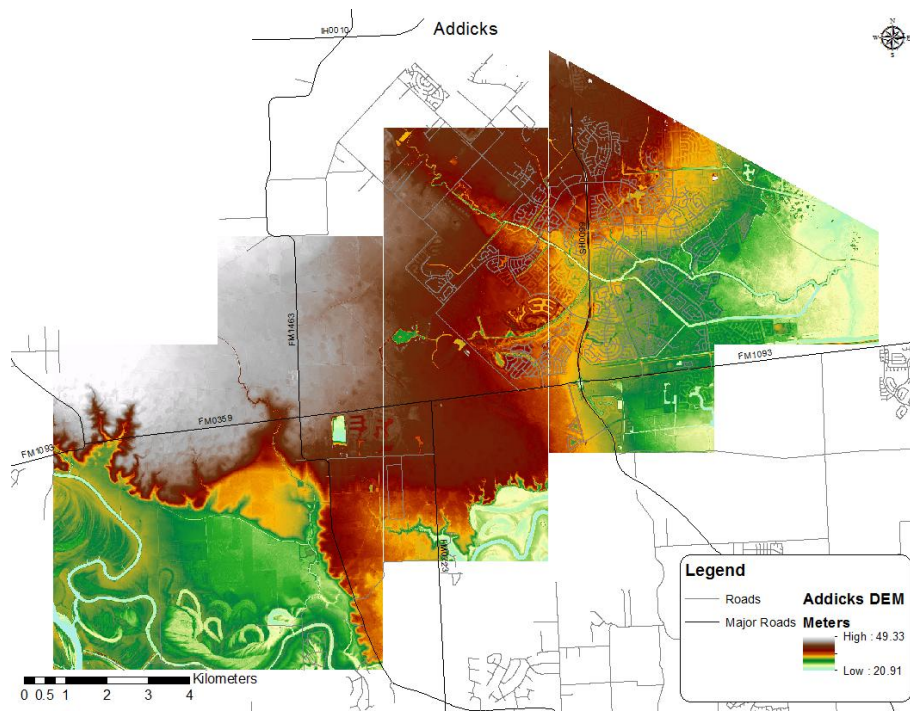 Addicks
IH0010
W E
S
SH0099
FM1463
FM1093
FM0359
FM1093
Legend
Roads
Major Roads
Addicks DEM
Meters
High : 49.33
Low : 20.91
Kilometers
0 0.5 1 2 3 4